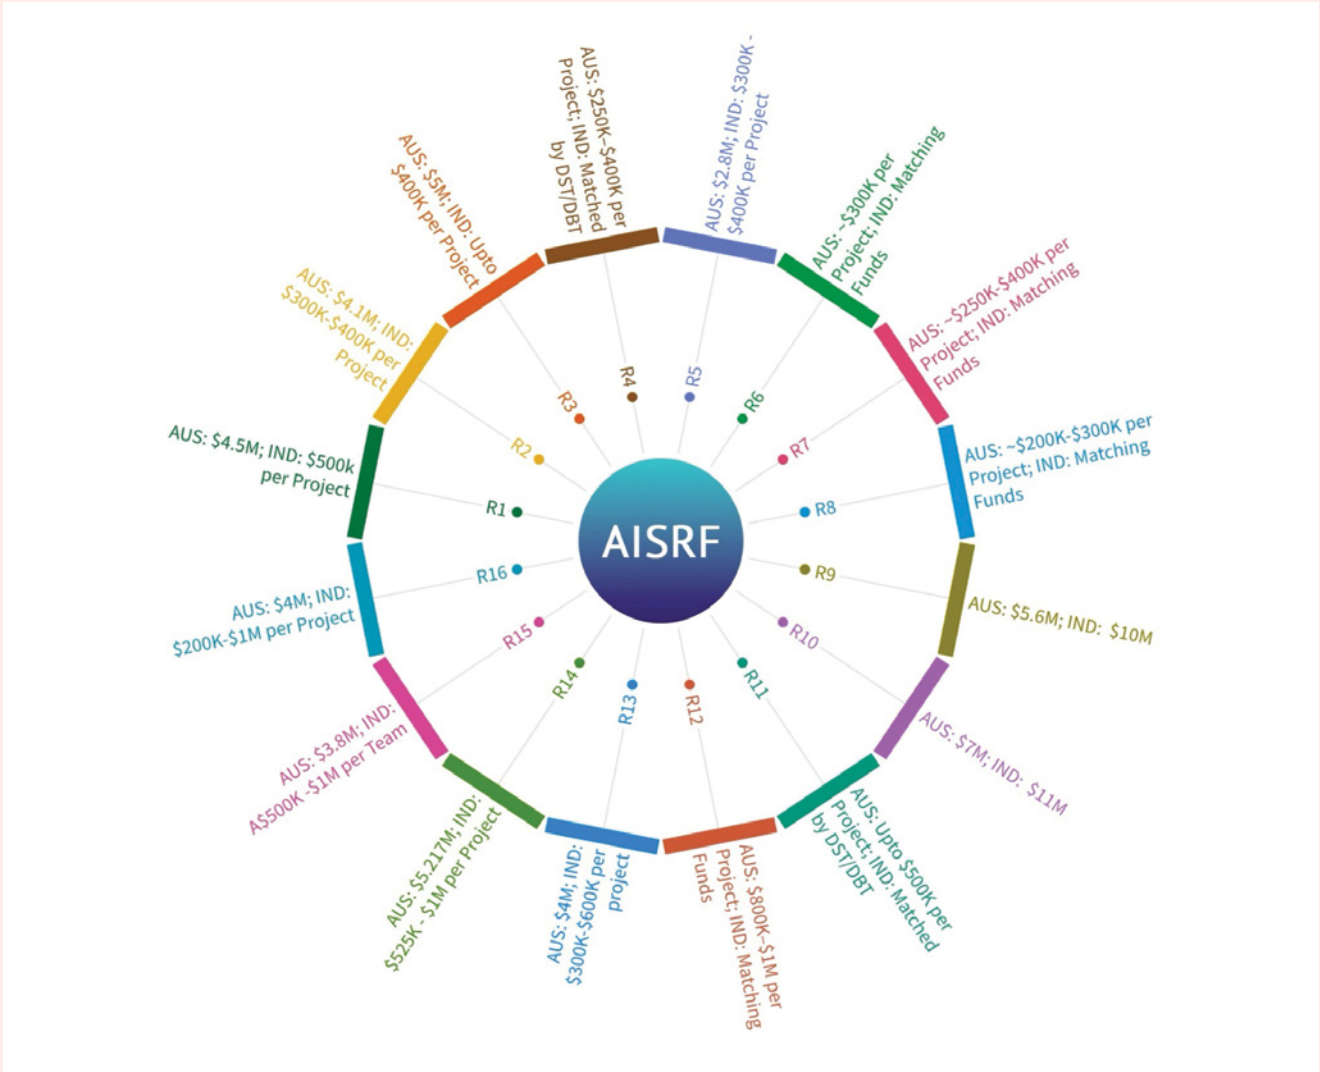 AISRF
R1
AUS: $4.5M; IND: $500k
per Project
R2
AUS: $4.1M; IND:
$300K-$400K per
Project
R3
AUS: $5M; IND: Upto
$400K per Project
R4
AUS: $250K–$400K per
Project; IND: Matched
by DST/DBT
R5
AUS: $2.8M; IND: $300K -
$400K per Project
R6
AUS: ~$300K per
Project; IND: Matching
Funds
R7
AUS: ~$250K-$400K per
Project; IND: Matching
Funds
R8
AUS: ~$200K-$300K per
Project; IND: Matching
Funds
R9
AUS: $5.6M; IND: $10M
R10
AUS: $7M; IND: $11M
R11
AUS: Upto $500K per
Project; IND: Matched
by DST/DBT
R12
AUS: $800K–$1M per
Project; IND: Matching
Funds
R13
AUS: $4M; IND:
$300K-$600K per
project
R14
AUS: $5.217M; IND:
$525K - $1M per Project
R15
AUS: $3.8M; IND:
A$500K -$1M per Team
R16
AUS: $4M; IND:
$200K-$1M per Project